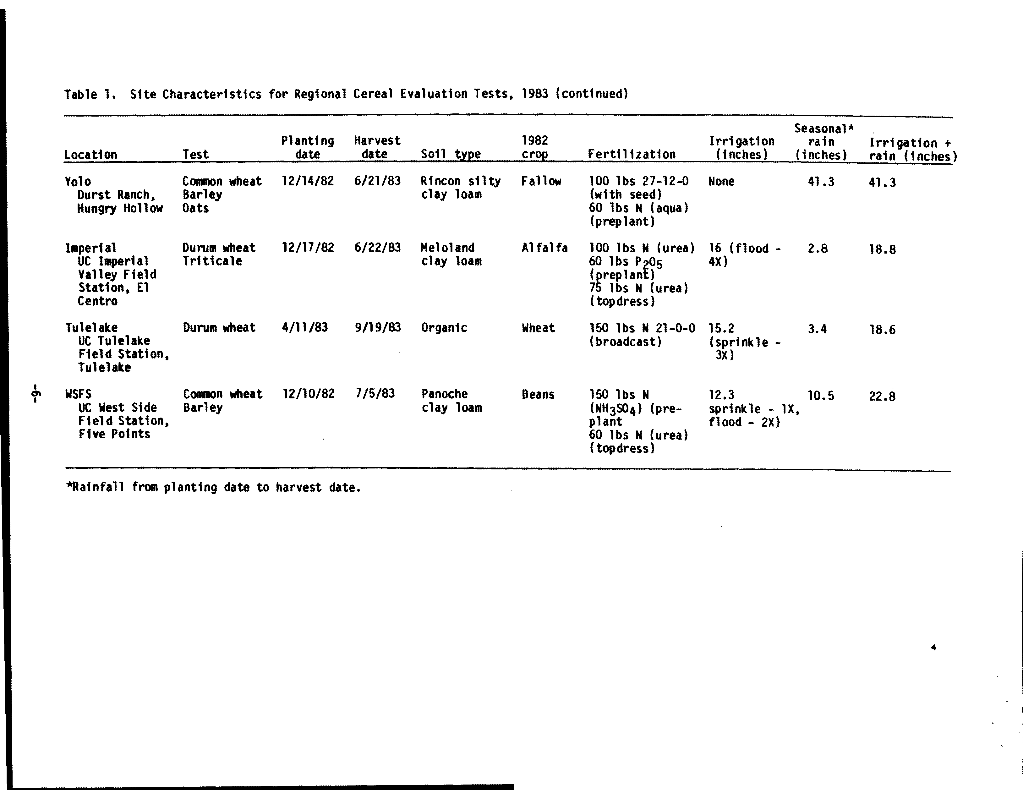 Table 1. Site Characteristics for Regional Cereal Evaluation Tests, 1983 (continued)
Location Test Planting date Harvest date Soil type 1982 crop Fertilization Irrigation (inches) Seasonal* rain (inches) Irrigation + rain (inches)
Yolo Common wheat 12/14/82 6/21/83 Rincon silty Fallow 100 lbs 27-12-0 None 41.3 41.3
Durst Ranch, Barley clay loam (with seed)
Hungry Hollow Oats 60 lbs N (aqua)
(preplant)
Imperial Durum wheat 12/17/82 6/22/83 Meloland Alfalfa 100 lbs N (urea) 16 (flood - 2.8 18.8
UC Imperial Triticale clay loam 60 lbs P2O5 4X)
Valley Field (preplant)
Station, El 75 lbs N (urea)
Centro (topdress)
Tulelake Durum wheat 4/11/83 9/19/83 Organic Wheat 150 lbs N 21-0-0 15.2 3.4 18.6
UC Tulelake (broadcast) (sprinkle -
Field Station, 3X)
Tulelake
WSFS Common wheat 12/10/82 7/5/83 Panoche Beans 150 lbs N 12.3 10.5 22.8
UC West Side Barley clay loam (NH3SO4) (pre- sprinkle - 1X,
Field Station, plant flood - 2X)
Five Points 60 lbs N (urea)
(topdress)
*Rainfall from planting date to harvest date.